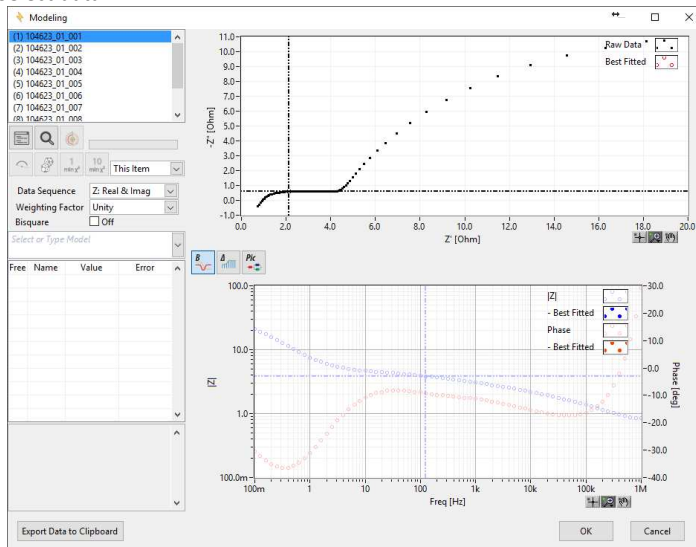 Modeling
(1) 104623_01_001
(2) 104623_01_002
(3) 104623_01_003
(4) 104623_01_004
(5) 104623_01_005
(6) 104623_01_006
(7) 104623_01_007
(8) 104623_01_008
1
min χ²
10
min χ²
This Item
Data Sequence
Z: Real & Imag
Weighting Factor
Unity
Bisquare
Off
Select or Type Model
Free Name Value Error
Export Data to Clipboard
11.0
10.0
9.0
8.0
7.0
6.0
5.0
4.0
3.0
2.0
1.0
0.0
-1.0
-Z" [Ohm]
0.0 2.0 4.0 6.0 8.0 10.0 12.0 14.0 16.0 18.0 20.0
Z' [Ohm]
Raw Data
Best Fitted
B
Δ
Pic
100.0
10.0
1.0
100.0m
|Z|
|Z|
- Best Fitted
Phase
- Best Fitted
30.0
-20.0
-10.0
-0.0
-10.0
-20.0
-30.0
-40.0
Phase [deg]
100m 1 10 100 1k 10k 100k 1M
Freq [Hz]
OK
Cancel